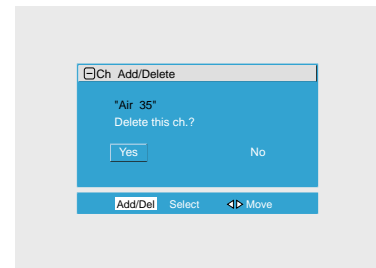 Ch Add/Delete
"Air 35"
Delete this ch.?
Yes No
Add/Del Select Move